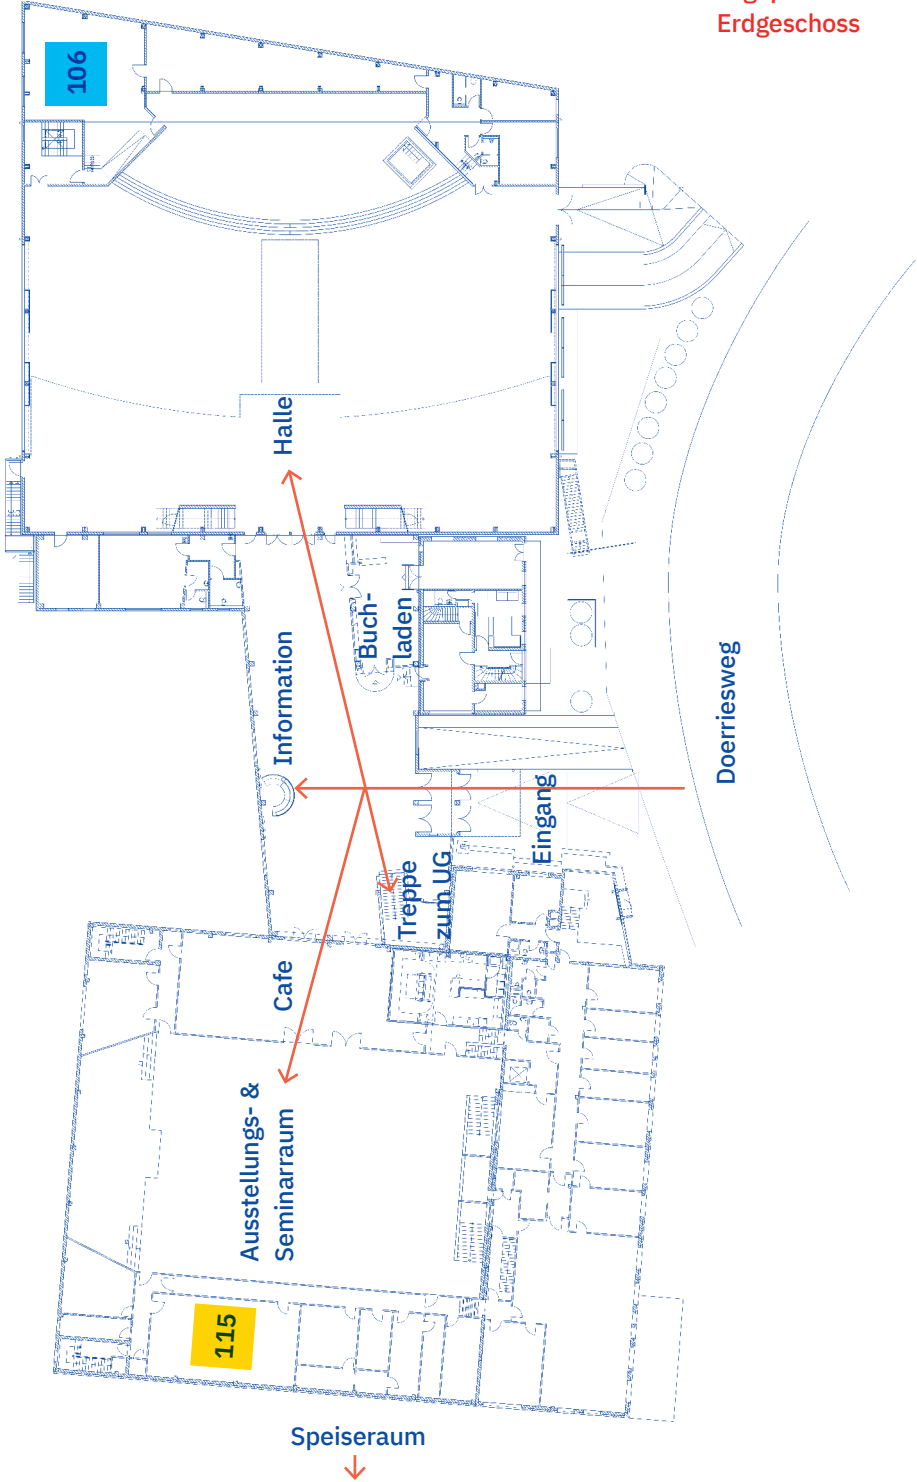 Erdgeschoss
106
Halle
Buch-
laden
Information
Doerriesweg
Eingang
Treppe
zum UG
Cafe
Ausstellungs- &
Seminarraum
115
Speiseraum